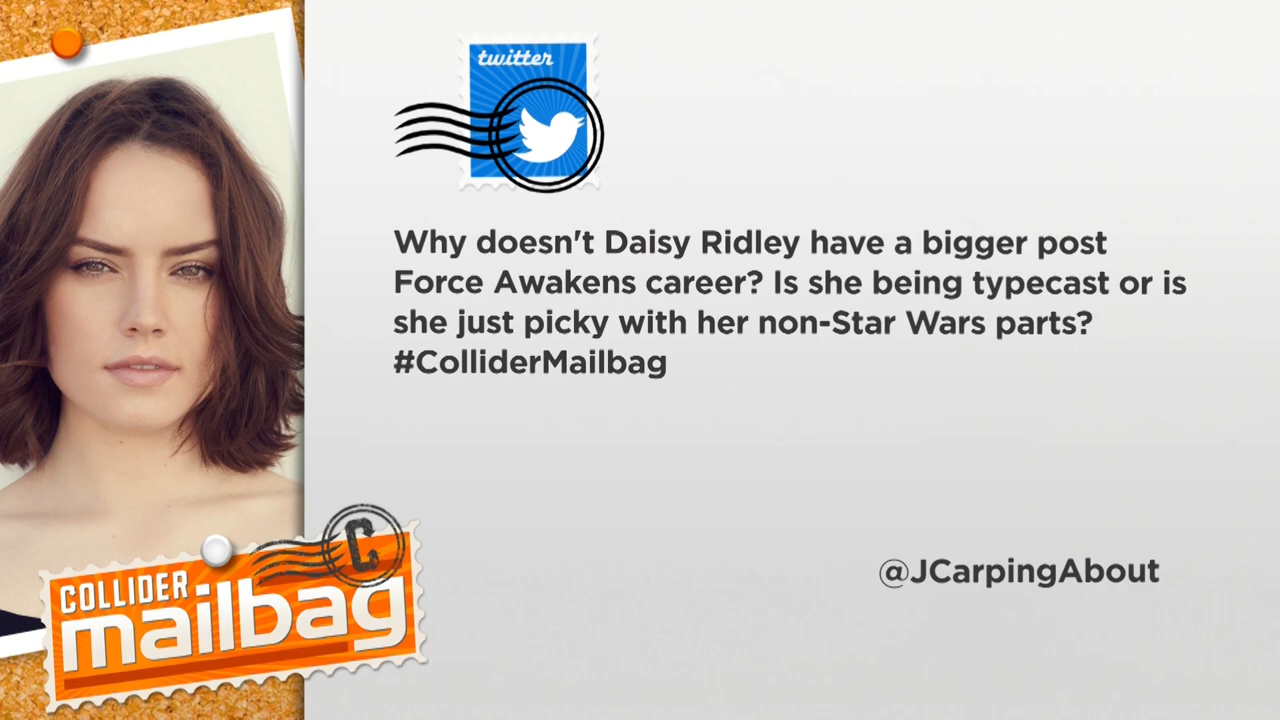 twitter
Why doesn't Daisy Ridley have a bigger post
Force Awakens career? Is she being typecast or is
she just picky with her non-Star Wars parts?
#ColliderMailbag
C
COLLIDER
mailbag
@JCarpingAbout